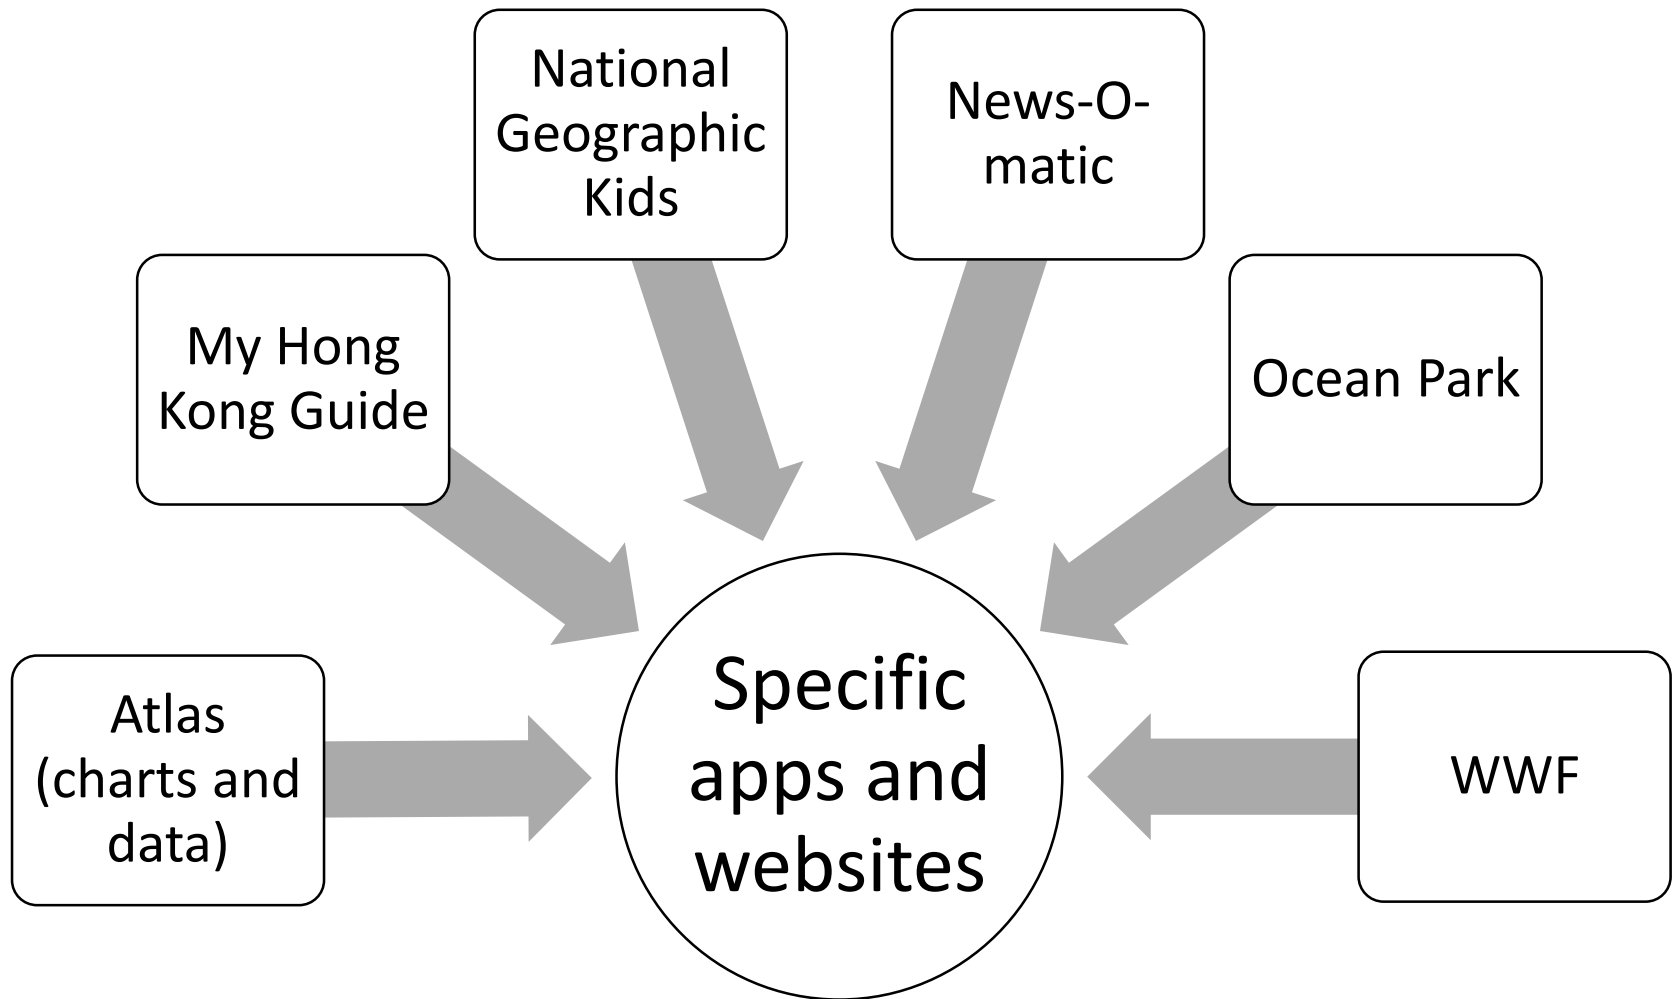 National
Geographic
Kids
News-O-
matic
My Hong
Kong Guide
Ocean Park
Atlas
(charts and
data)
Specific
apps and
websites
WWF